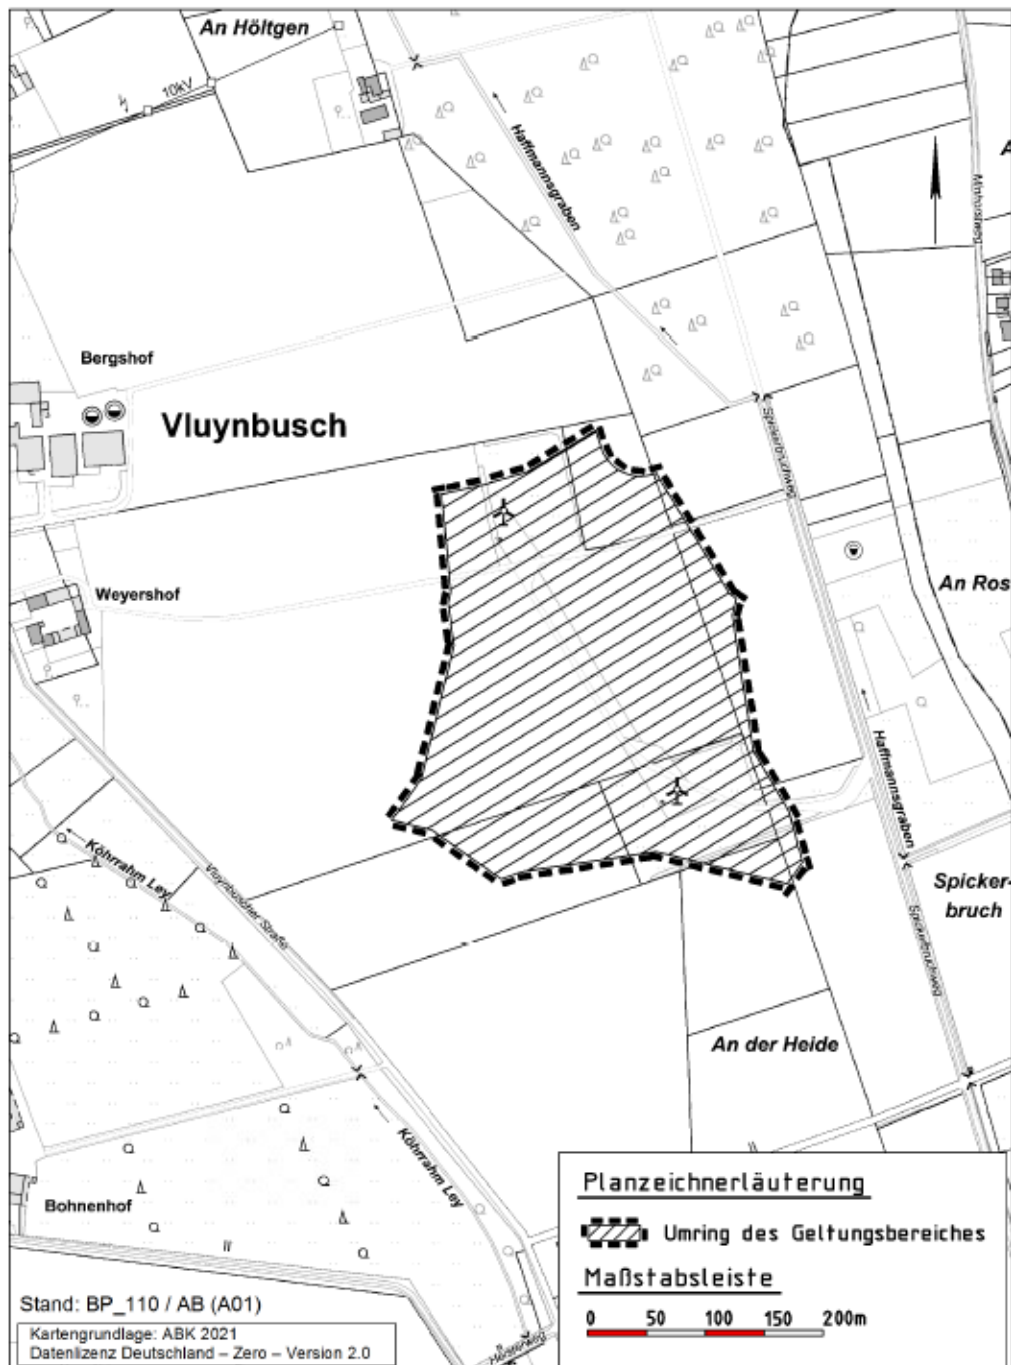 An Höltgen
10kV
Haffmannsgraben
A
Bergshof
Vluynbusch
Spickerbruchweg
Weyershof
An Ros
Haffmannsgraben
Köhrrahm Ley
Vluynbuscher Straße
Spicker-
bruch
Spickerbruchweg
An der Heide
Köhrrahm Ley
Bohnenhof
Planzeichnerläuterung
Umring des Geltungsbereiches
Maßstabsleiste
0 50 100 150 200m
Stand: BP_110 / AB (A01)
Kartengrundlage: ABK 2021
Datenlizenz Deutschland – Zero – Version 2.0